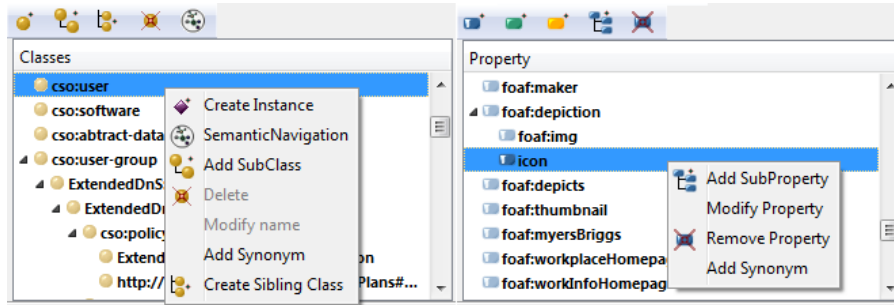 Classes
cso:user
cso:software
cso:abtract-data
cso:user-group
ExtendedDnS
ExtendedD
cso:policy
Extend on
http:// Plans#...
Create Instance
SemanticNavigation
Add SubClass
Delete
Modify name
Add Synonym
Create Sibling Class
Property
foaf:maker
foaf:depiction
foaf:img
icon
foaf:depicts
foaf:thumbnail
foaf:myersBriggs
foaf:workplaceHomepa
foaf:workInfoHomepag
Add SubProperty
Modify Property
Remove Property
Add Synonym